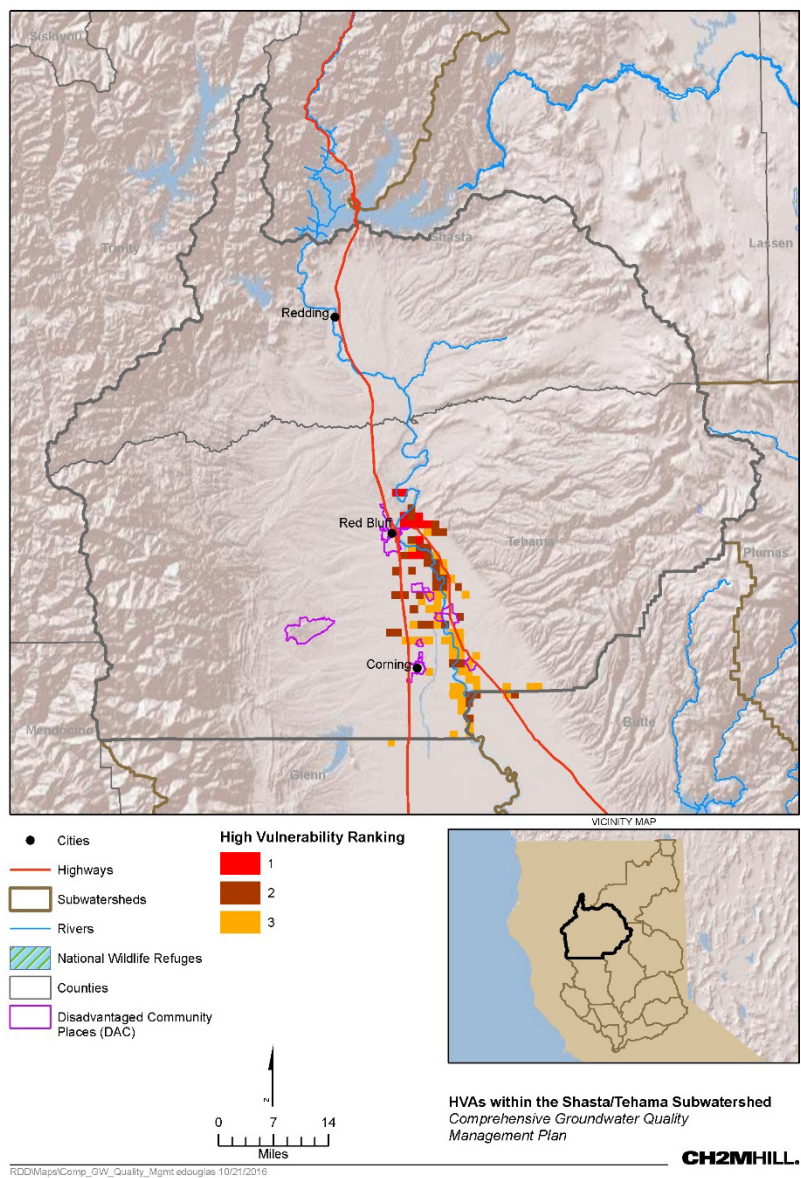 Siskiyou
Trinity
Shasta
Lassen
Redding
Red Bluff
Tehama
Plumas
Corning
Mendocino
Glenn
Butte
VICINITY MAP
Cities
Highways
Subwatersheds
Rivers
National Wildlife Refuges
Counties
Disadvantaged Community
Places (DAC)
High Vulnerability Ranking
1
2
3
N
0 7 14
Miles
HVAs within the Shasta/Tehama Subwatershed
Comprehensive Groundwater Quality
Management Plan
CH2MHILL®
RDD\Maps\Comp_GW_Quality_Mgmt edouglas 10/21/2016